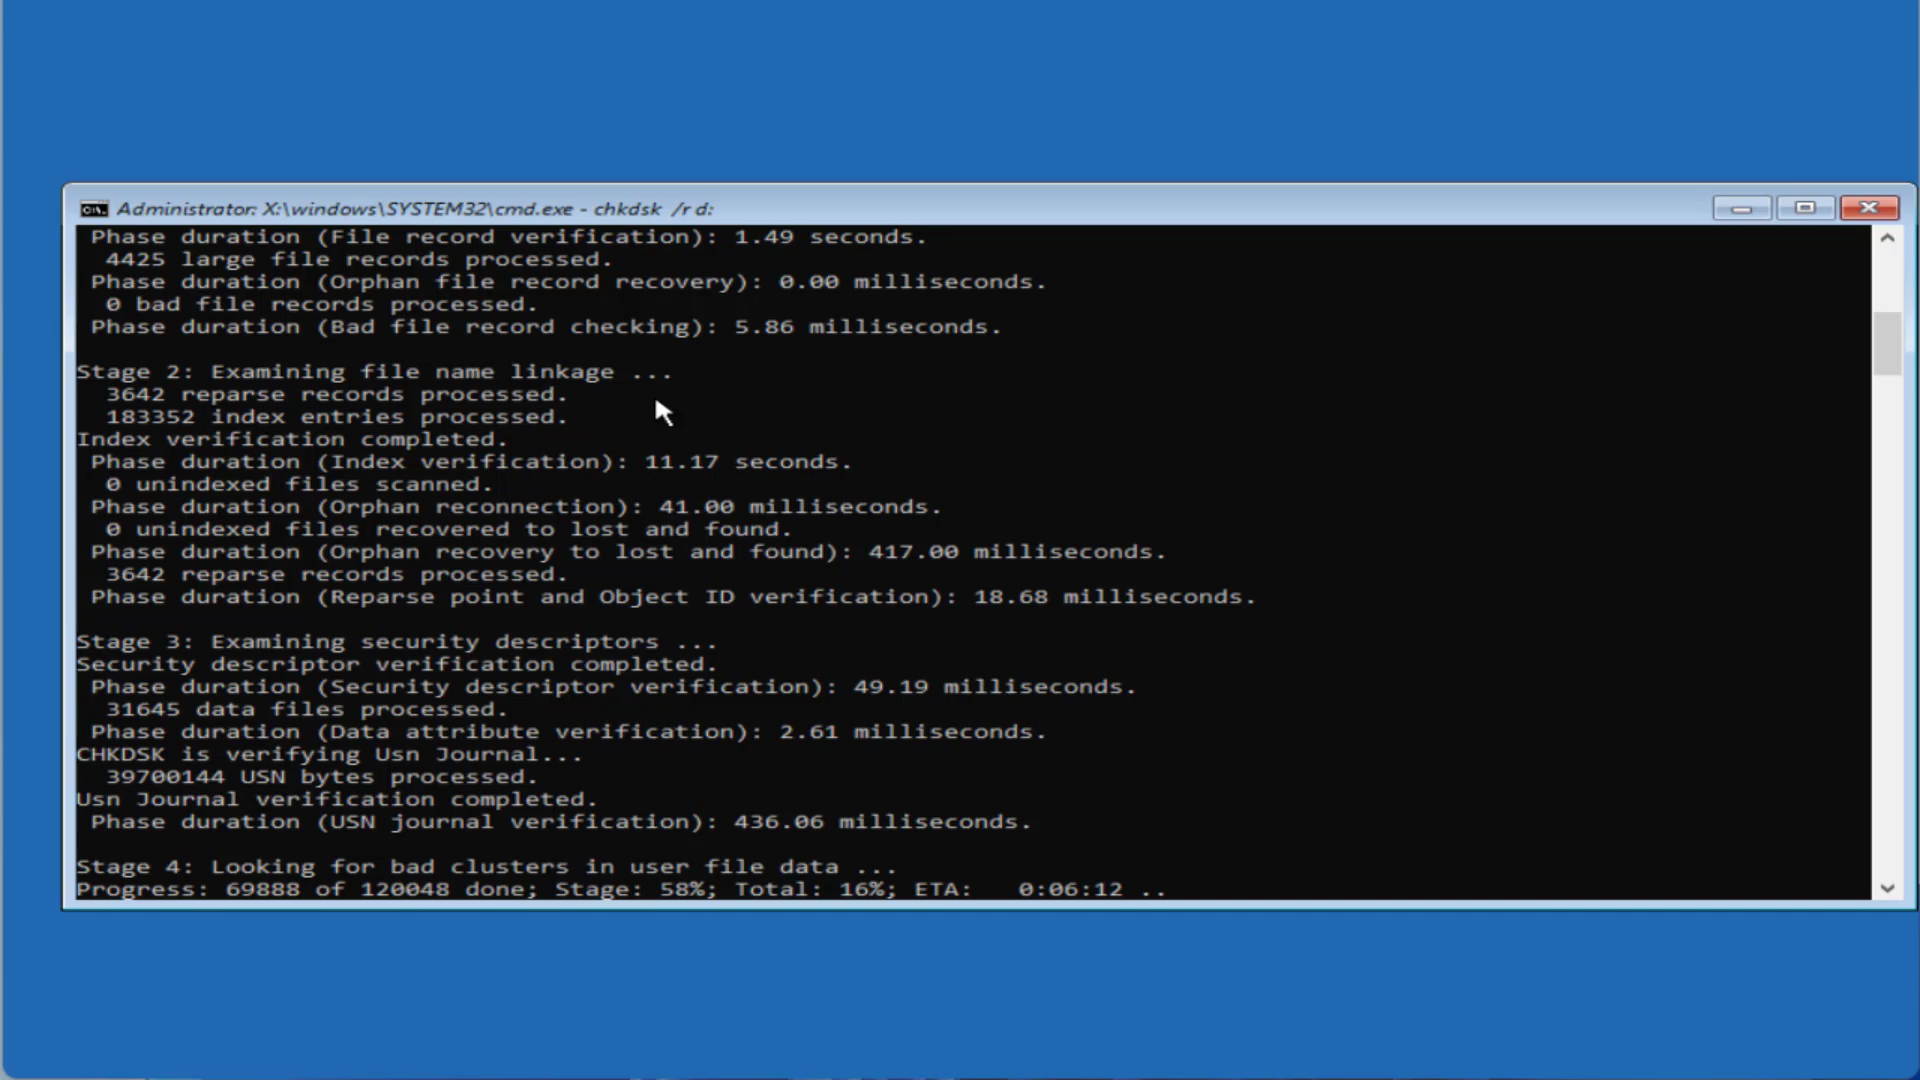 Administrator: X:\windows\SYSTEM32\cmd.exe - chkdsk /r d:
Phase duration (File record verification): 1.49 seconds.
4425 large file records processed.
Phase duration (Orphan file record recovery): 0.00 milliseconds.
0 bad file records processed.
Phase duration (Bad file record checking): 5.86 milliseconds.
Stage 2: Examining file name linkage ...
3642 reparse records processed.
183352 index entries processed.
Index verification completed.
Phase duration (Index verification): 11.17 seconds.
0 unindexed files scanned.
Phase duration (Orphan reconnection): 41.00 milliseconds.
0 unindexed files recovered to lost and found.
Phase duration (Orphan recovery to lost and found): 417.00 milliseconds.
3642 reparse records processed.
Phase duration (Reparse point and Object ID verification): 18.68 milliseconds.
Stage 3: Examining security descriptors ...
Security descriptor verification completed.
Phase duration (Security descriptor verification): 49.19 milliseconds.
31645 data files processed.
Phase duration (Data attribute verification): 2.61 milliseconds.
CHKDSK is verifying Usn Journal...
39700144 USN bytes processed.
Usn Journal verification completed.
Phase duration (USN journal verification): 436.06 milliseconds.
Stage 4: Looking for bad clusters in user file data ...
Progress: 69888 of 120048 done; Stage: 58%; Total: 16%; ETA:   0:06:12 ..